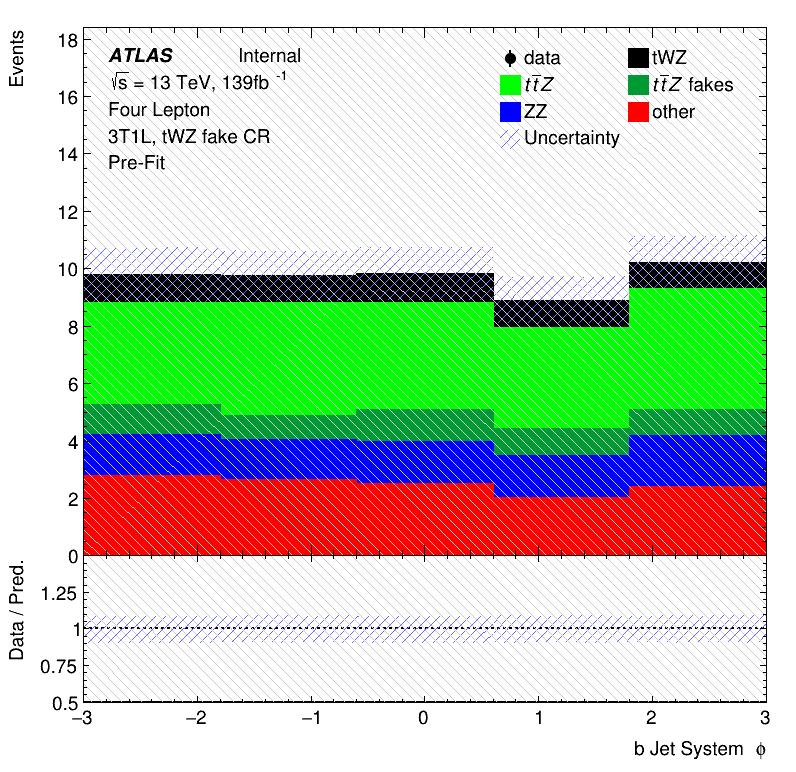 Events
18
16
14
12
10
8
6
4
2
0
ATLAS Internal
√s = 13 TeV, 139fb⁻¹
Four Lepton
3T1L, tWZ fake CR
Pre-Fit
data
tWZ
tt̄Z
tt̄Z fakes
ZZ
other
Uncertainty
Data / Pred.
1.25
1
0.75
0.5
−3 −2 −1 0 1 2 3
b Jet System ϕ